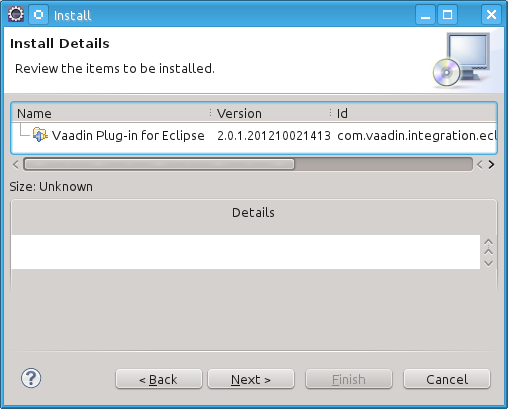 Install
Install Details
Review the items to be installed.
Name Version Id
Vaadin Plug-in for Eclipse 2.0.1.201210021413 com.vaadin.integration.ecl
Size: Unknown
Details
< Back Next > Finish Cancel